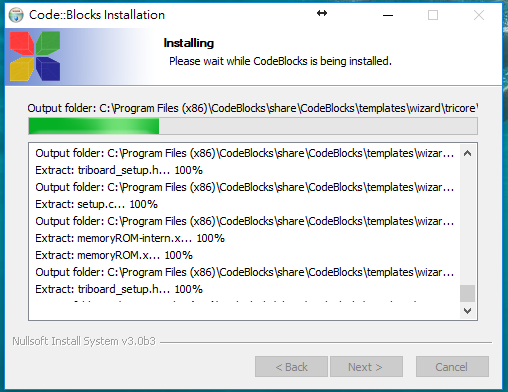 Code::Blocks Installation
Installing
Please wait while CodeBlocks is being installed.
Output folder: C:\Program Files (x86)\CodeBlocks\share\CodeBlocks\templates\wizard\tricore\
Output folder: C:\Program Files (x86)\CodeBlocks\share\CodeBlocks\templates\wizar...
Extract: triboard_setup.h... 100%
Output folder: C:\Program Files (x86)\CodeBlocks\share\CodeBlocks\templates\wizar...
Extract: setup.c... 100%
Output folder: C:\Program Files (x86)\CodeBlocks\share\CodeBlocks\templates\wizar...
Extract: memoryROM-intern.x... 100%
Extract: memoryROM.x... 100%
Output folder: C:\Program Files (x86)\CodeBlocks\share\CodeBlocks\templates\wizar...
Extract: triboard_setup.h... 100%
Nullsoft Install System v3.0b3
< Back
Next >
Cancel